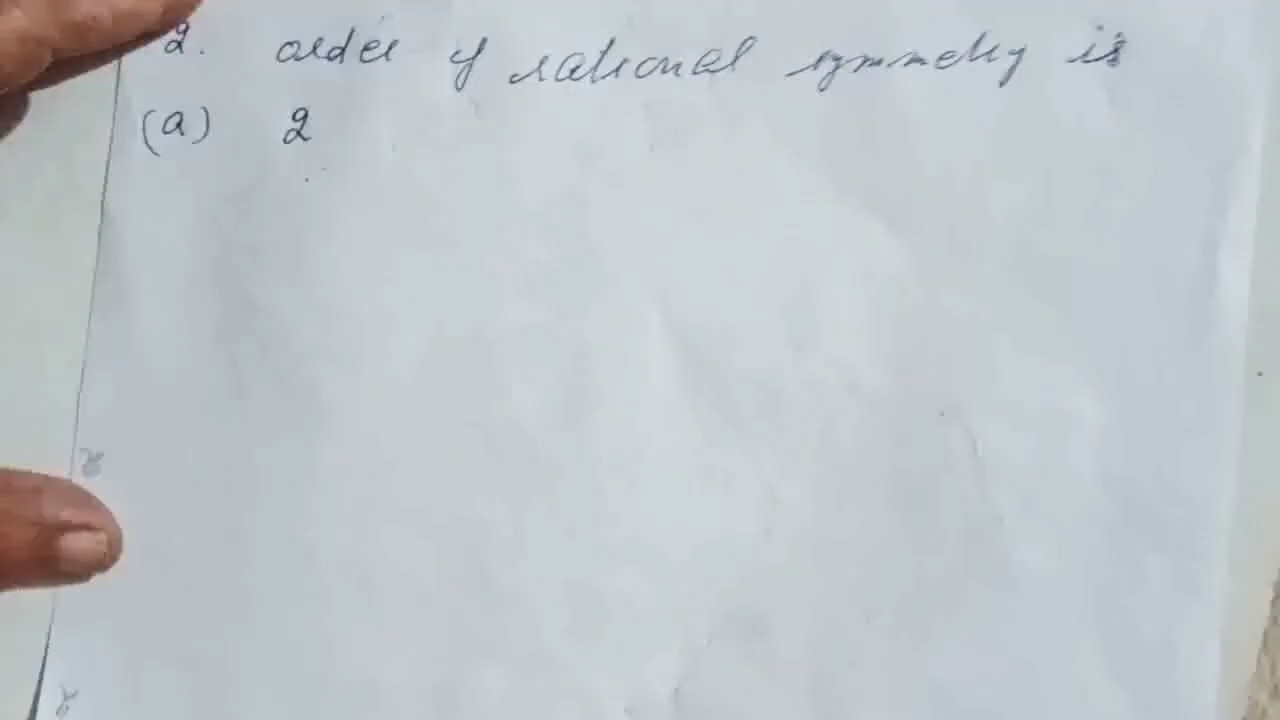 2. order of rational symmetry is
(a) 2